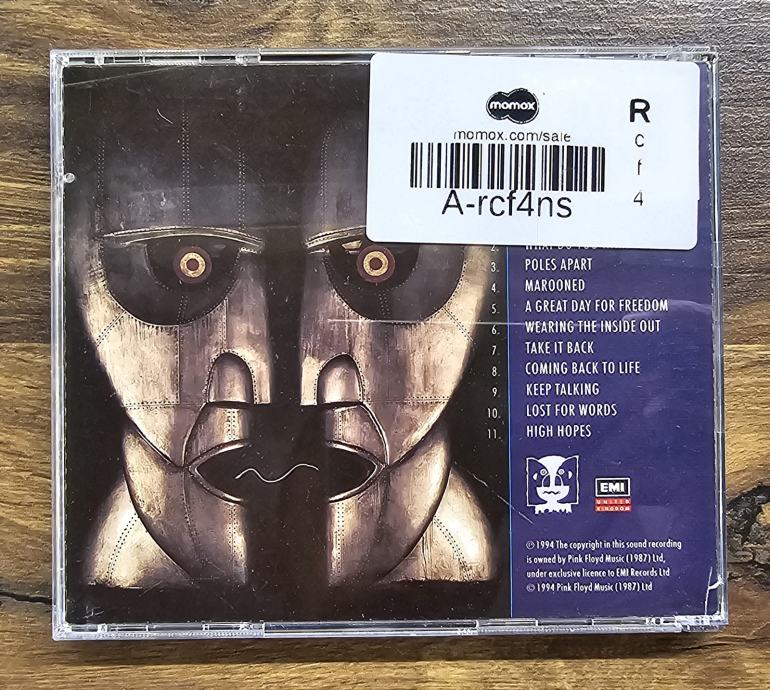 momox
momox.com/sale
R
c
f
4
A-rcf4ns
2.
3. POLES APART
4. MAROONED
5. A GREAT DAY FOR FREEDOM
6. WEARING THE INSIDE OUT
7. TAKE IT BACK
8. COMING BACK TO LIFE
9. KEEP TALKING
10. LOST FOR WORDS
11. HIGH HOPES
EMI
UNITED
KINGDOM
℗ 1994 The copyright in this sound recording
is owned by Pink Floyd Music (1987) Ltd,
under exclusive licence to EMI Records Ltd
© 1994 Pink Floyd Music (1987) Ltd